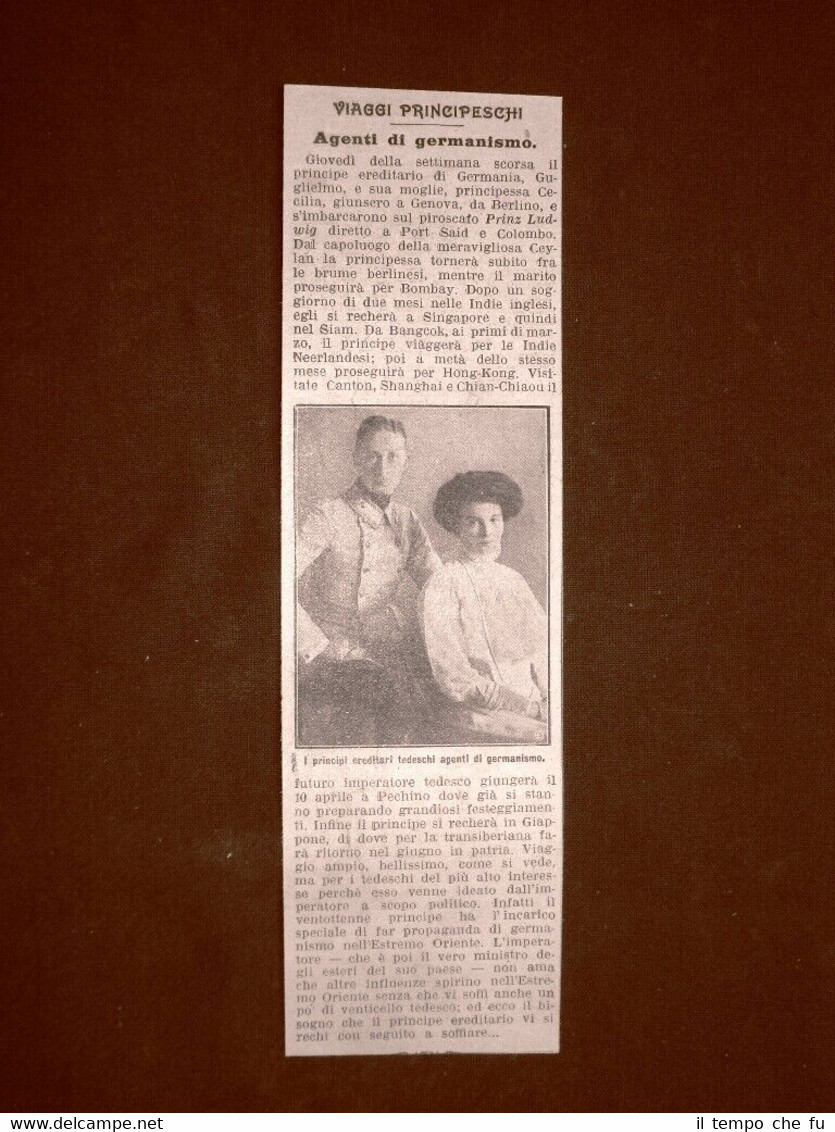 VIAGGI PRINCIPESCHI
Agenti di germanismo.
Giovedì della settimana scorsa il
principe ereditario di Germania, Gu-
glielmo, e sua moglie, principessa Ce-
cilia, giunsero a Genova, da Berlino, e
s'imbarcarono sul piroscafo Prinz Lud-
wig diretto a Port Said e Colombo.
Dal capoluogo della meravigliosa Cey-
lan la principessa tornerà subito fra
le brume berlinesi, mentre il marito
proseguirà per Bombay. Dopo un sog-
giorno di due mesi nelle Indie inglesi,
egli si recherà a Singapore e quindi
nel Siam. Da Bangcok, ai primi di mar-
zo, il principe viàggerà per le Indie
Neerlandesi; poi a metà dello stesso
mese proseguirà per Hong-Kong. Visi-
tate Canton, Shanghai e Chian-Chiaou il
I principi ereditari tedeschi agenti di germanismo.
futuro imperatore tedesco giungerà il
10 aprile a Pechino dove già si stan-
no preparando grandiosi festeggiamen-
ti. Infine il principe si recherà in Giap-
pone, di dove per la transiberiana fa-
rà ritorno nel giugno in patria. Viag-
gio ampio, bellissimo, come si vede,
ma per i tedeschi del più alto interes-
se perchè esso venne ideato dall'im-
peratore a scopo politico. Infatti il
ventottenne principe ha l'incarico
speciale di far propaganda di germa-
nismo nell'Estremo Oriente. L'impera-
tore — che è poi il vero ministro de-
gli esteri del suo paese — non ama
che altre influenze spirino nell'Estre-
mo Oriente senza che vi soffi anche un
po' di venticello tedesco; ed ecco il bi-
sogno che il principe ereditario vi si
rechi con seguito a soffiare...
www.iltempochefu.com
il tempo che fu